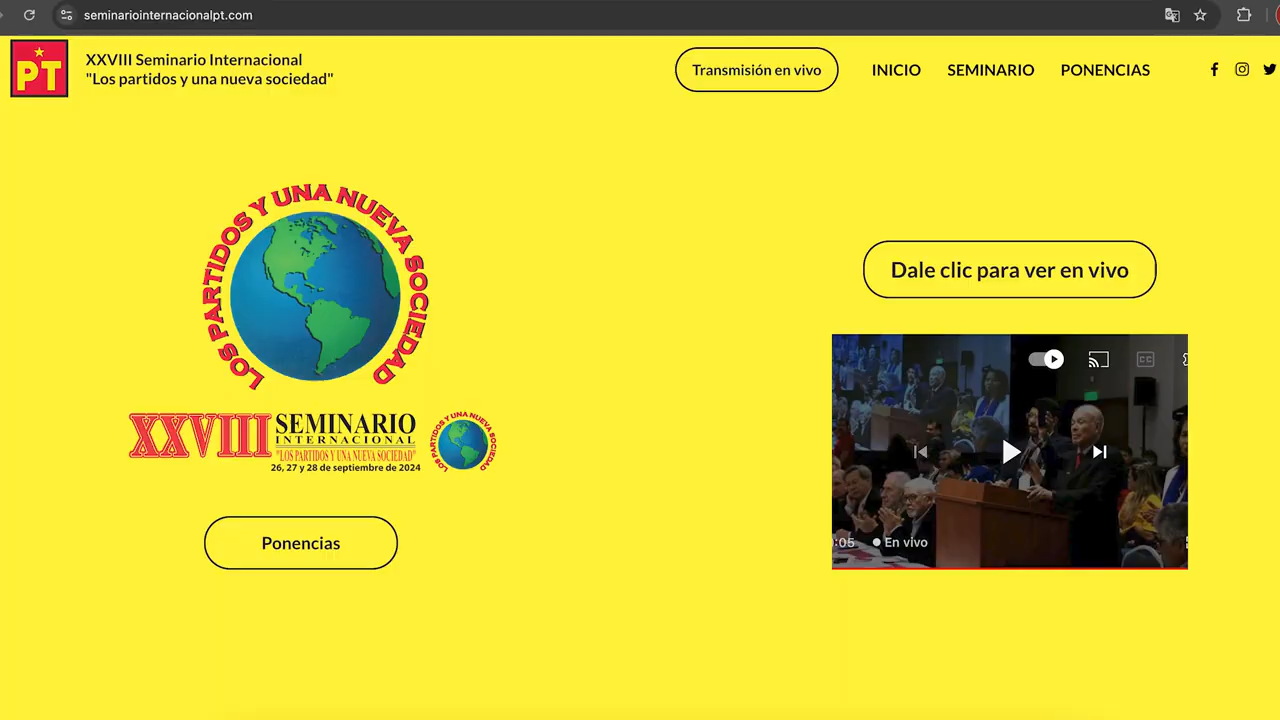 seminariointernacionalpt.com
PT
XXVIII Seminario Internacional
"Los partidos y una nueva sociedad"
Transmisión en vivo
INICIO
SEMINARIO
PONENCIAS
LOS PARTIDOS Y UNA NUEVA SOCIEDAD
Dale clic para ver en vivo
CC
XXVIII SEMINARIO
INTERNACIONAL
"LOS PARTIDOS Y UNA NUEVA SOCIEDAD"
26, 27 y 28 de septiembre de 2024
LOS PARTIDOS Y UNA NUEVA SOCIEDAD
:05
En vivo
Ponencias